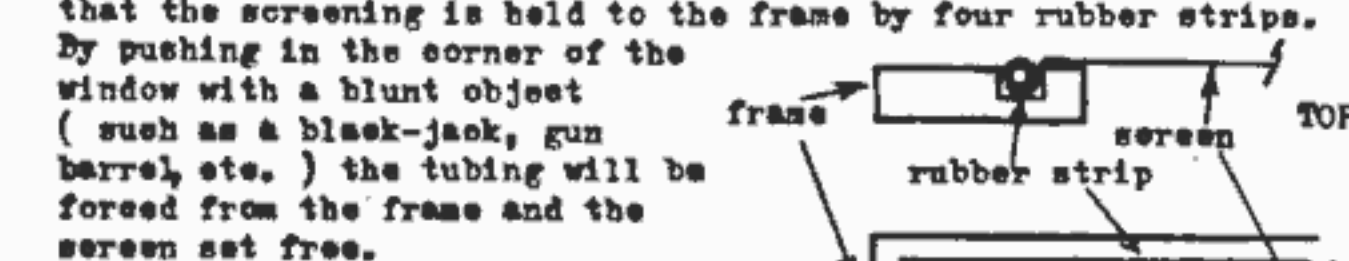 that the screening is held to the frame by four rubber strips.
By pushing in the corner of the
window with a blunt object
( such as a black-jack, gun
barrel, etc. ) the tubing will be
forced from the frame and the
screen set free.
frame
screen
TOP
rubber strip